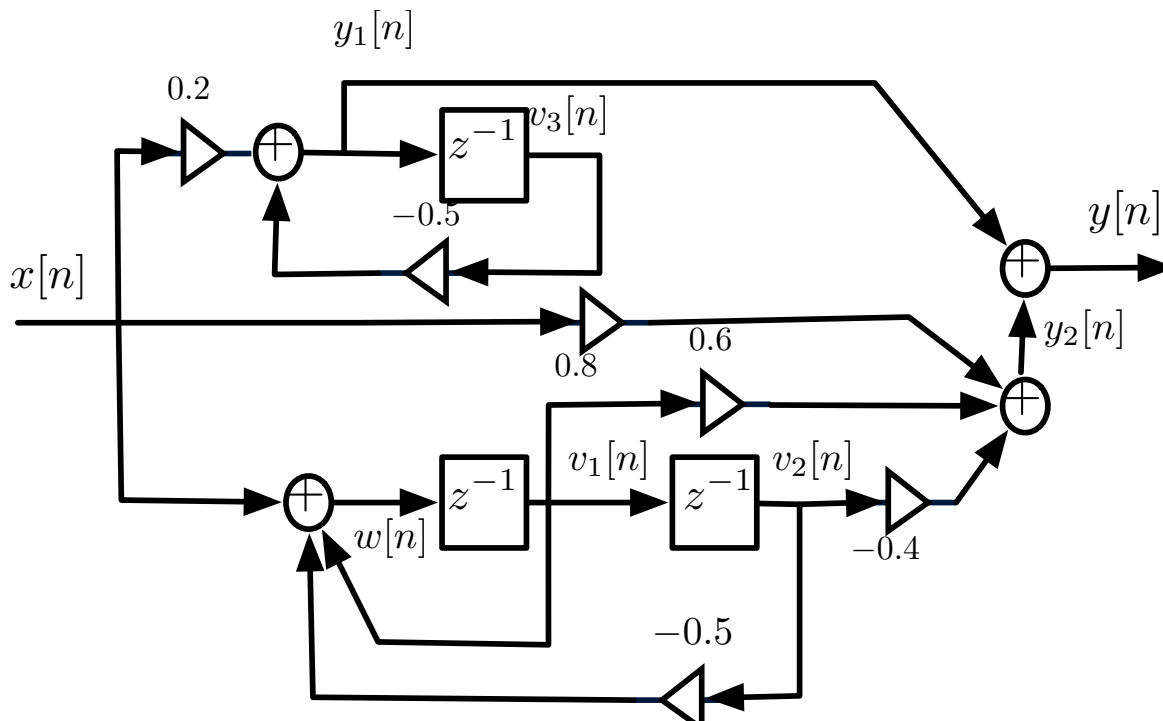 y₁[n]
0.2
+
z⁻¹
v₃[n]
−0.5
y[n]
+
x[n]
y₂[n]
0.6
0.8
+
v₁[n]
v₂[n]
+
z⁻¹
z⁻¹
w[n]
−0.4
−0.5